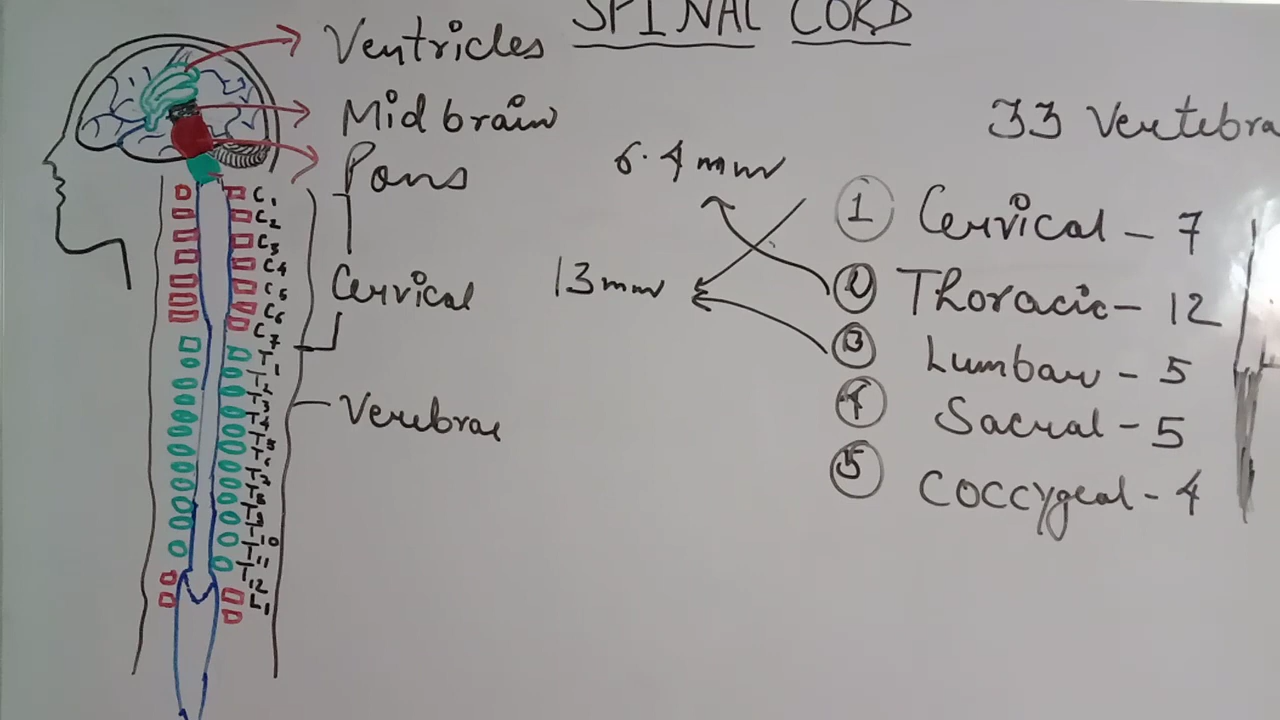 SPINAL CORD
Ventricles
Midbrain
Pons
Cervical
Verebrae
C1
C2
C3
C4
C5
C6
C7
T1
T2
T3
T4
T5
T6
T7
T8
T9
T10
T11
T12
L1
6.4mm
13mm
33 Vertebra
1 Cervical - 7
2 Thoracic - 12
3 Lumbar - 5
4 Sacral - 5
5 Coccygeal - 4